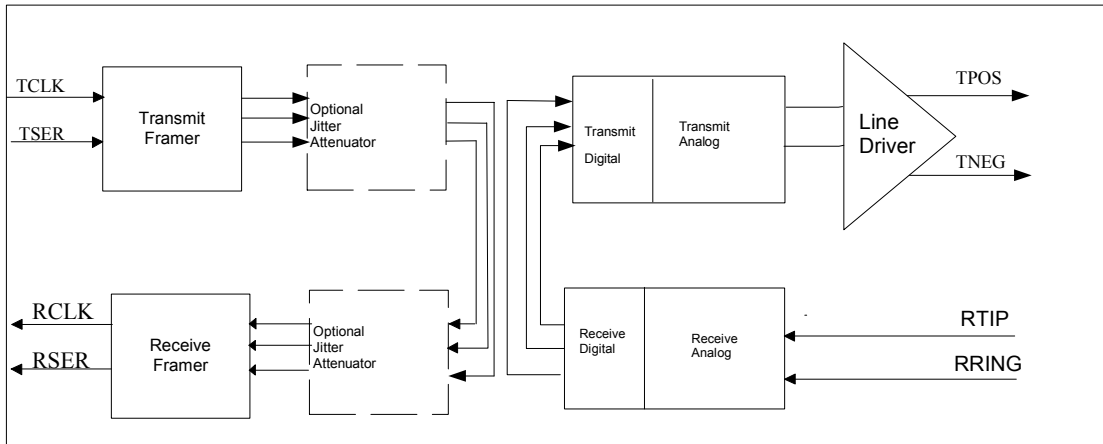 TCLK
TSER
Transmit
Framer
Optional
Jitter
Attenuator
Transmit
Digital
Transmit
Analog
Line
Driver
TPOS
TNEG
RCLK
RSER
Receive
Framer
Optional
Jitter
Attenuator
Receive
Digital
Receive
Analog
RTIP
RRING